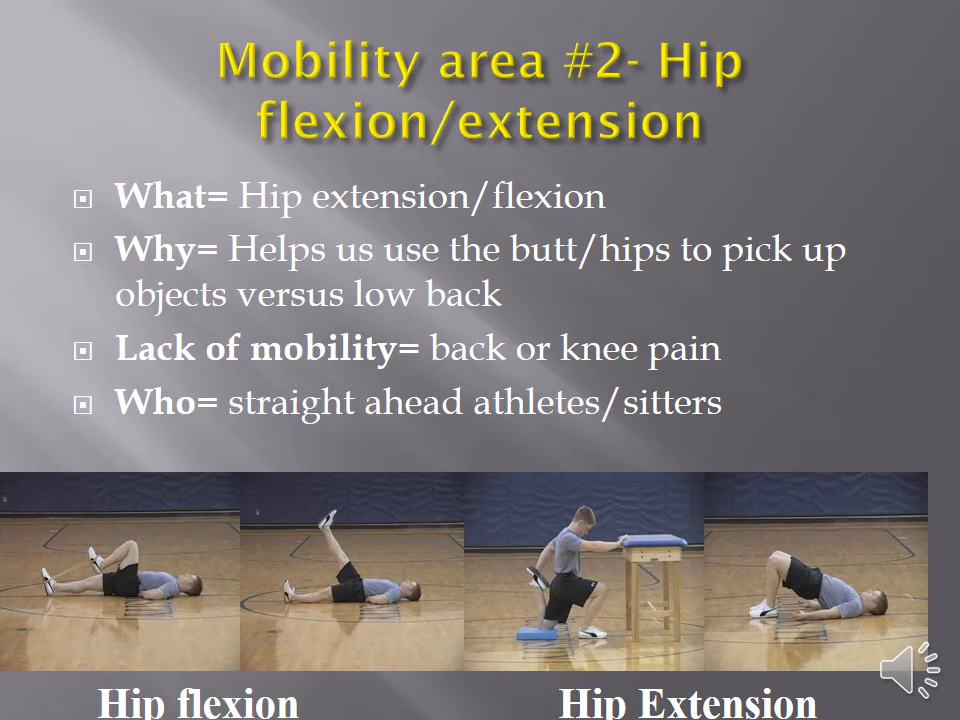 Mobility area #2- Hip
flexion/extension
What= Hip extension/flexion
Why= Helps us use the butt/hips to pick up
objects versus low back
Lack of mobility= back or knee pain
Who= straight ahead athletes/sitters
Hip flexion
Hip Extension